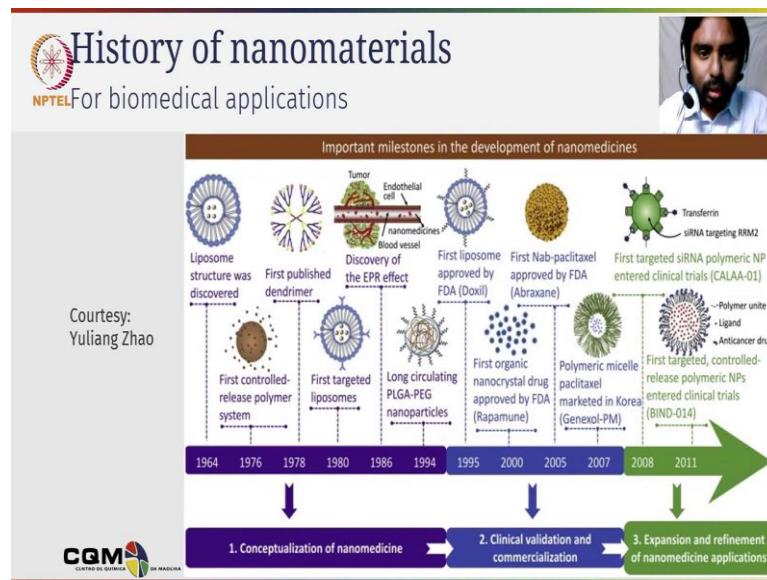 History of nanomaterials
NPTEL
For biomedical applications
Important milestones in the development of nanomedicines
Tumor
Endothelial
cell
nanomedicines
Blood vessel
Transferrin
siRNA targeting RRM2
Liposome
structure was
discovered
First published
dendrimer
Discovery of
the EPR effect
First liposome
approved by
FDA (Doxil)
First Nab-paclitaxel
approved by FDA
(Abraxane)
First targeted siRNA polymeric NP
entered clinical trials (CALAA-01)
Courtesy:
Yuliang Zhao
First controlled-
release polymer
system
First targeted
liposomes
Long circulating
PLGA-PEG
nanoparticles
First organic
nanocrystal drug
approved by FDA
(Rapamune)
Polymeric micelle
paclitaxel
marketed in Korea
(Genexol-PM)
Polymer unite
Ligand
Anticancer dru
First targeted, controlled-
release polymeric NPs
entered clinical trials
(BIND-014)
1964 1976 1978 1980 1986 1994 1995 2000 2005 2007 2008 2011
1. Conceptualization of nanomedicine
2. Clinical validation and
commercialization
3. Expansion and refinement
of nanomedicine applications
CQM
CENTRO DE QUÍMICA DA MADEIRA